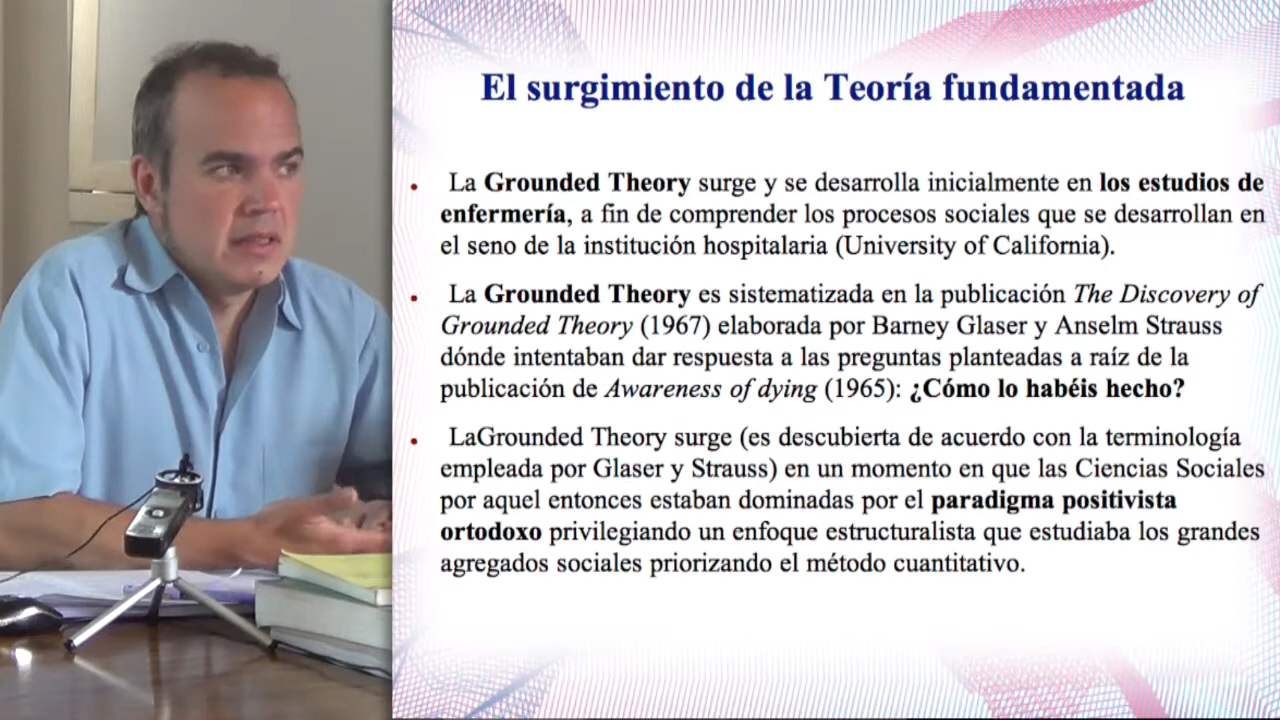 El surgimiento de la Teoría fundamentada
La Grounded Theory surge y se desarrolla inicialmente en los estudios de
enfermería, a fin de comprender los procesos sociales que se desarrollan en
el seno de la institución hospitalaria (University of California).
La Grounded Theory es sistematizada en la publicación The Discovery of
Grounded Theory (1967) elaborada por Barney Glaser y Anselm Strauss
dónde intentaban dar respuesta a las preguntas planteadas a raíz de la
publicación de Awareness of dying (1965): ¿Cómo lo habéis hecho?
LaGrounded Theory surge (es descubierta de acuerdo con la terminología
empleada por Glaser y Strauss) en un momento en que las Ciencias Sociales
por aquel entonces estaban dominadas por el paradigma positivista
ortodoxo privilegiando un enfoque estructuralista que estudiaba los grandes
agregados sociales priorizando el método cuantitativo.